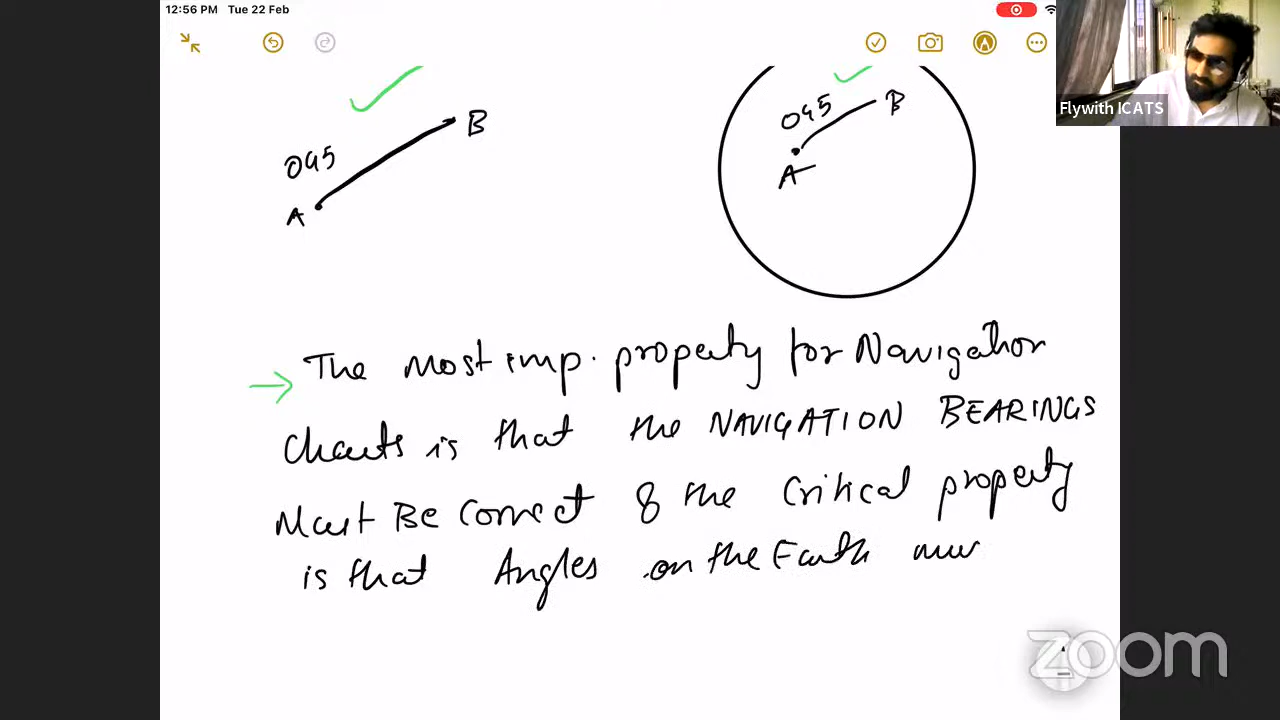 12:56 PM Tue 22 Feb
Flywith ICATS
045 B
A
045 B
A
The most imp. property for Navigation
Charts is that the NAVIGATION BEARINGS
Must Be Correct & the Critical property
is that Angles on the Earth mus
zoom